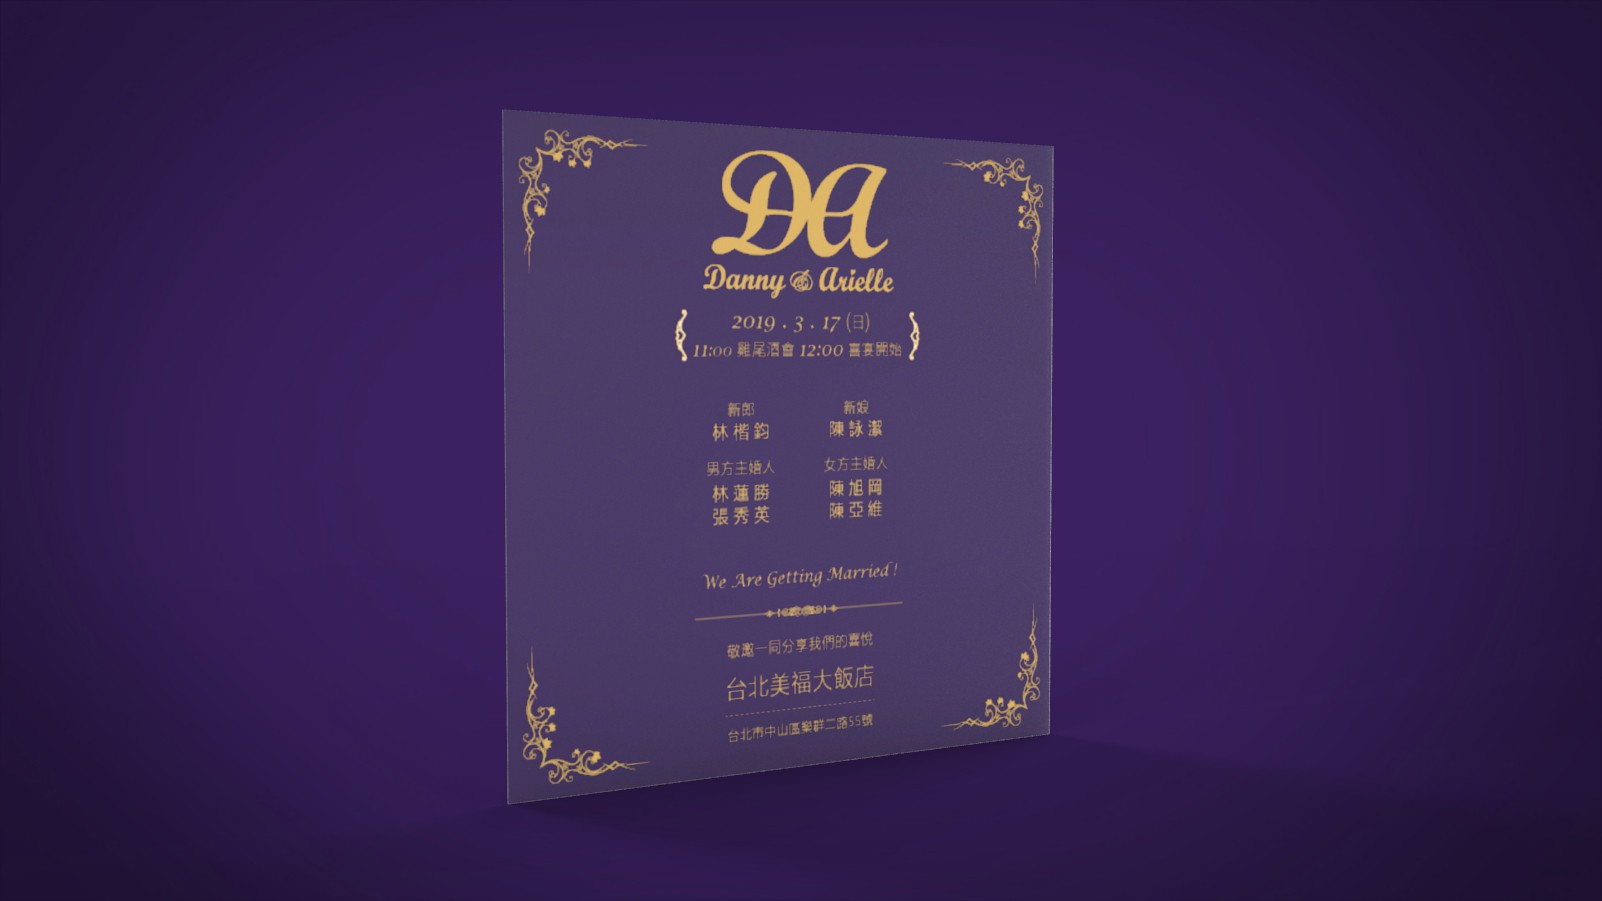 DA
Danny & Arielle
2019 . 3 . 17 (日)
11:00 雞尾酒會 12:00 喜宴開始
新郎 新娘
林楷鈞 陳詠潔
男方主婚人 女方主婚人
林蓮勝 陳旭岡
張秀英 陳亞維
We Are Getting Married !
敬邀一同分享我們的喜悅
台北美福大飯店
台北市中山區樂群二路55號